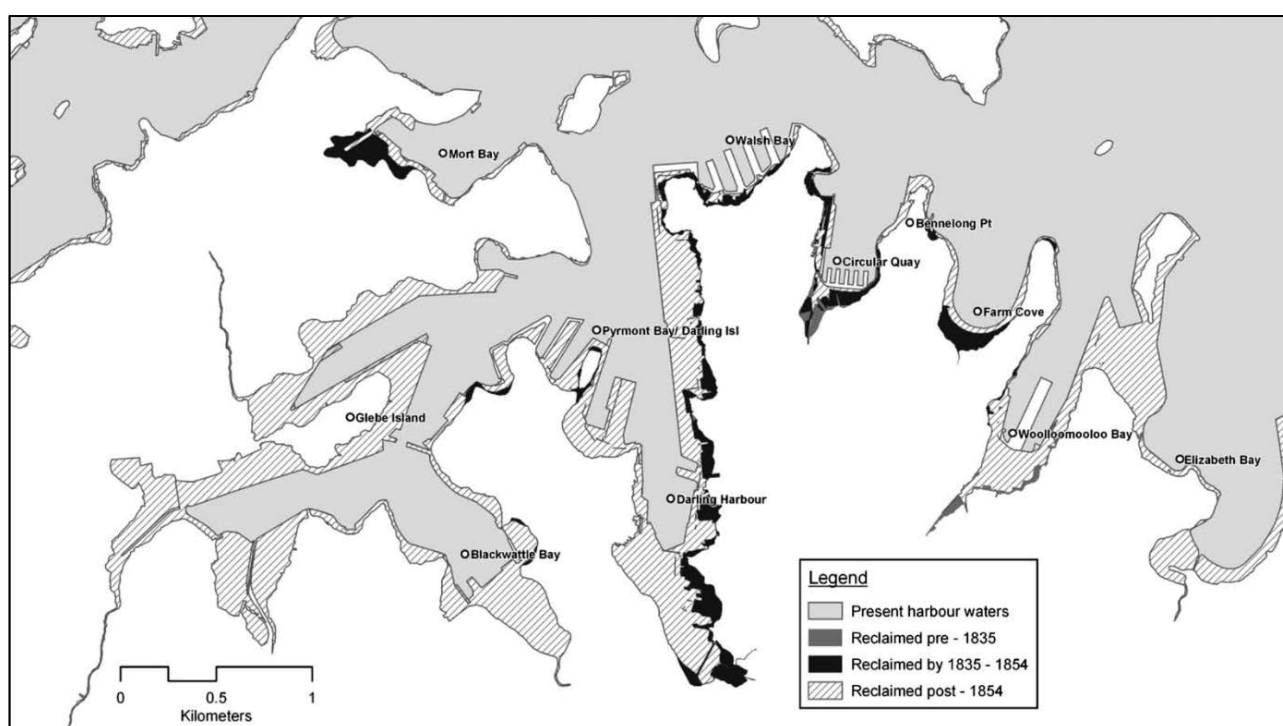 Walsh Bay
Mort Bay
Bennelong Pt
Circular Quay
Farm Cove
Pyrmont Bay/ Darling Isl
Glebe Island
Woolloomooloo Bay
Elizabeth Bay
Darling Harbour
Blackwattle Bay
Legend
Present harbour waters
Reclaimed pre - 1835
Reclaimed by 1835 - 1854
Reclaimed post - 1854
0 0.5 1
Kilometers